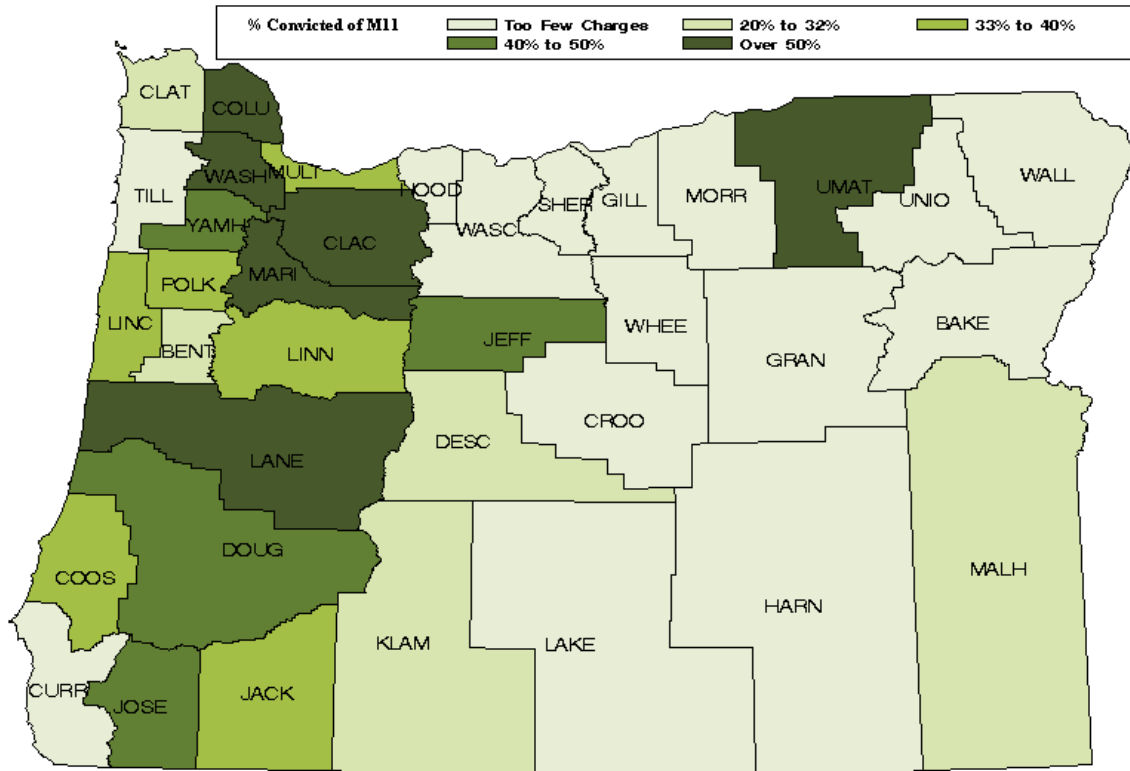 % Convicted of M11 Too Few Charges 20% to 32% 33% to 40%
40% to 50% Over 50%
CLAT
COLU
WASH
MULT
TILL
HOOD
SHER
GILL
MORR
UMAT
UNIO
WALL
YAMH
WASC
CLAC
MARI
POLK
LINC
BENT
LINN
JEFF
WHEE
BAKE
GRAN
CROO
DESC
LANE
DOUG
COOS
MALH
HARN
KLAM
LAKE
CURR
JOSE
JACK